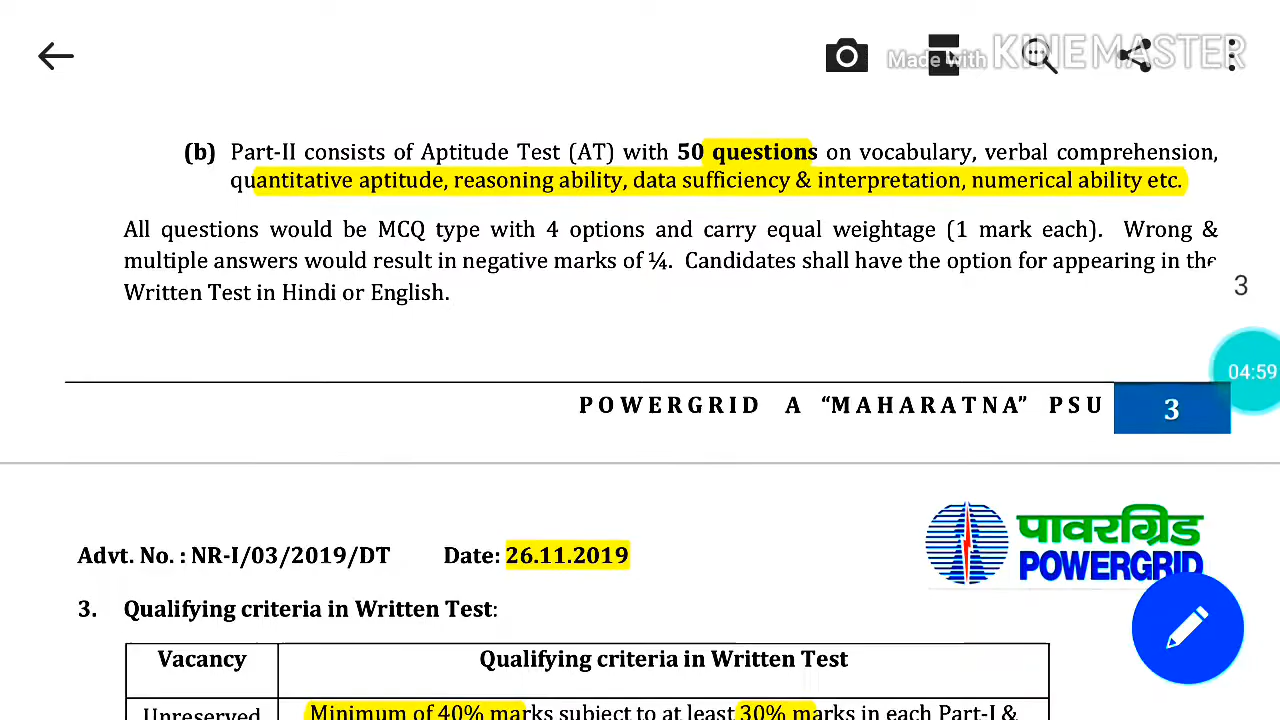 Made with KINEMASTER
(b) Part-II consists of Aptitude Test (AT) with 50 questions on vocabulary, verbal comprehension,
quantitative aptitude, reasoning ability, data sufficiency & interpretation, numerical ability etc.
All questions would be MCQ type with 4 options and carry equal weightage (1 mark each). Wrong &
multiple answers would result in negative marks of ¼. Candidates shall have the option for appearing in the
Written Test in Hindi or English.
3
04:59
POWERGRID A “MAHARATNA” PSU 3
पावरग्रिड
POWERGRID
Advt. No. : NR-I/03/2019/DT Date: 26.11.2019
3. Qualifying criteria in Written Test:
Vacancy Qualifying criteria in Written Test
Unreserved Minimum of 40% marks subject to at least 30% marks in each Part-I &